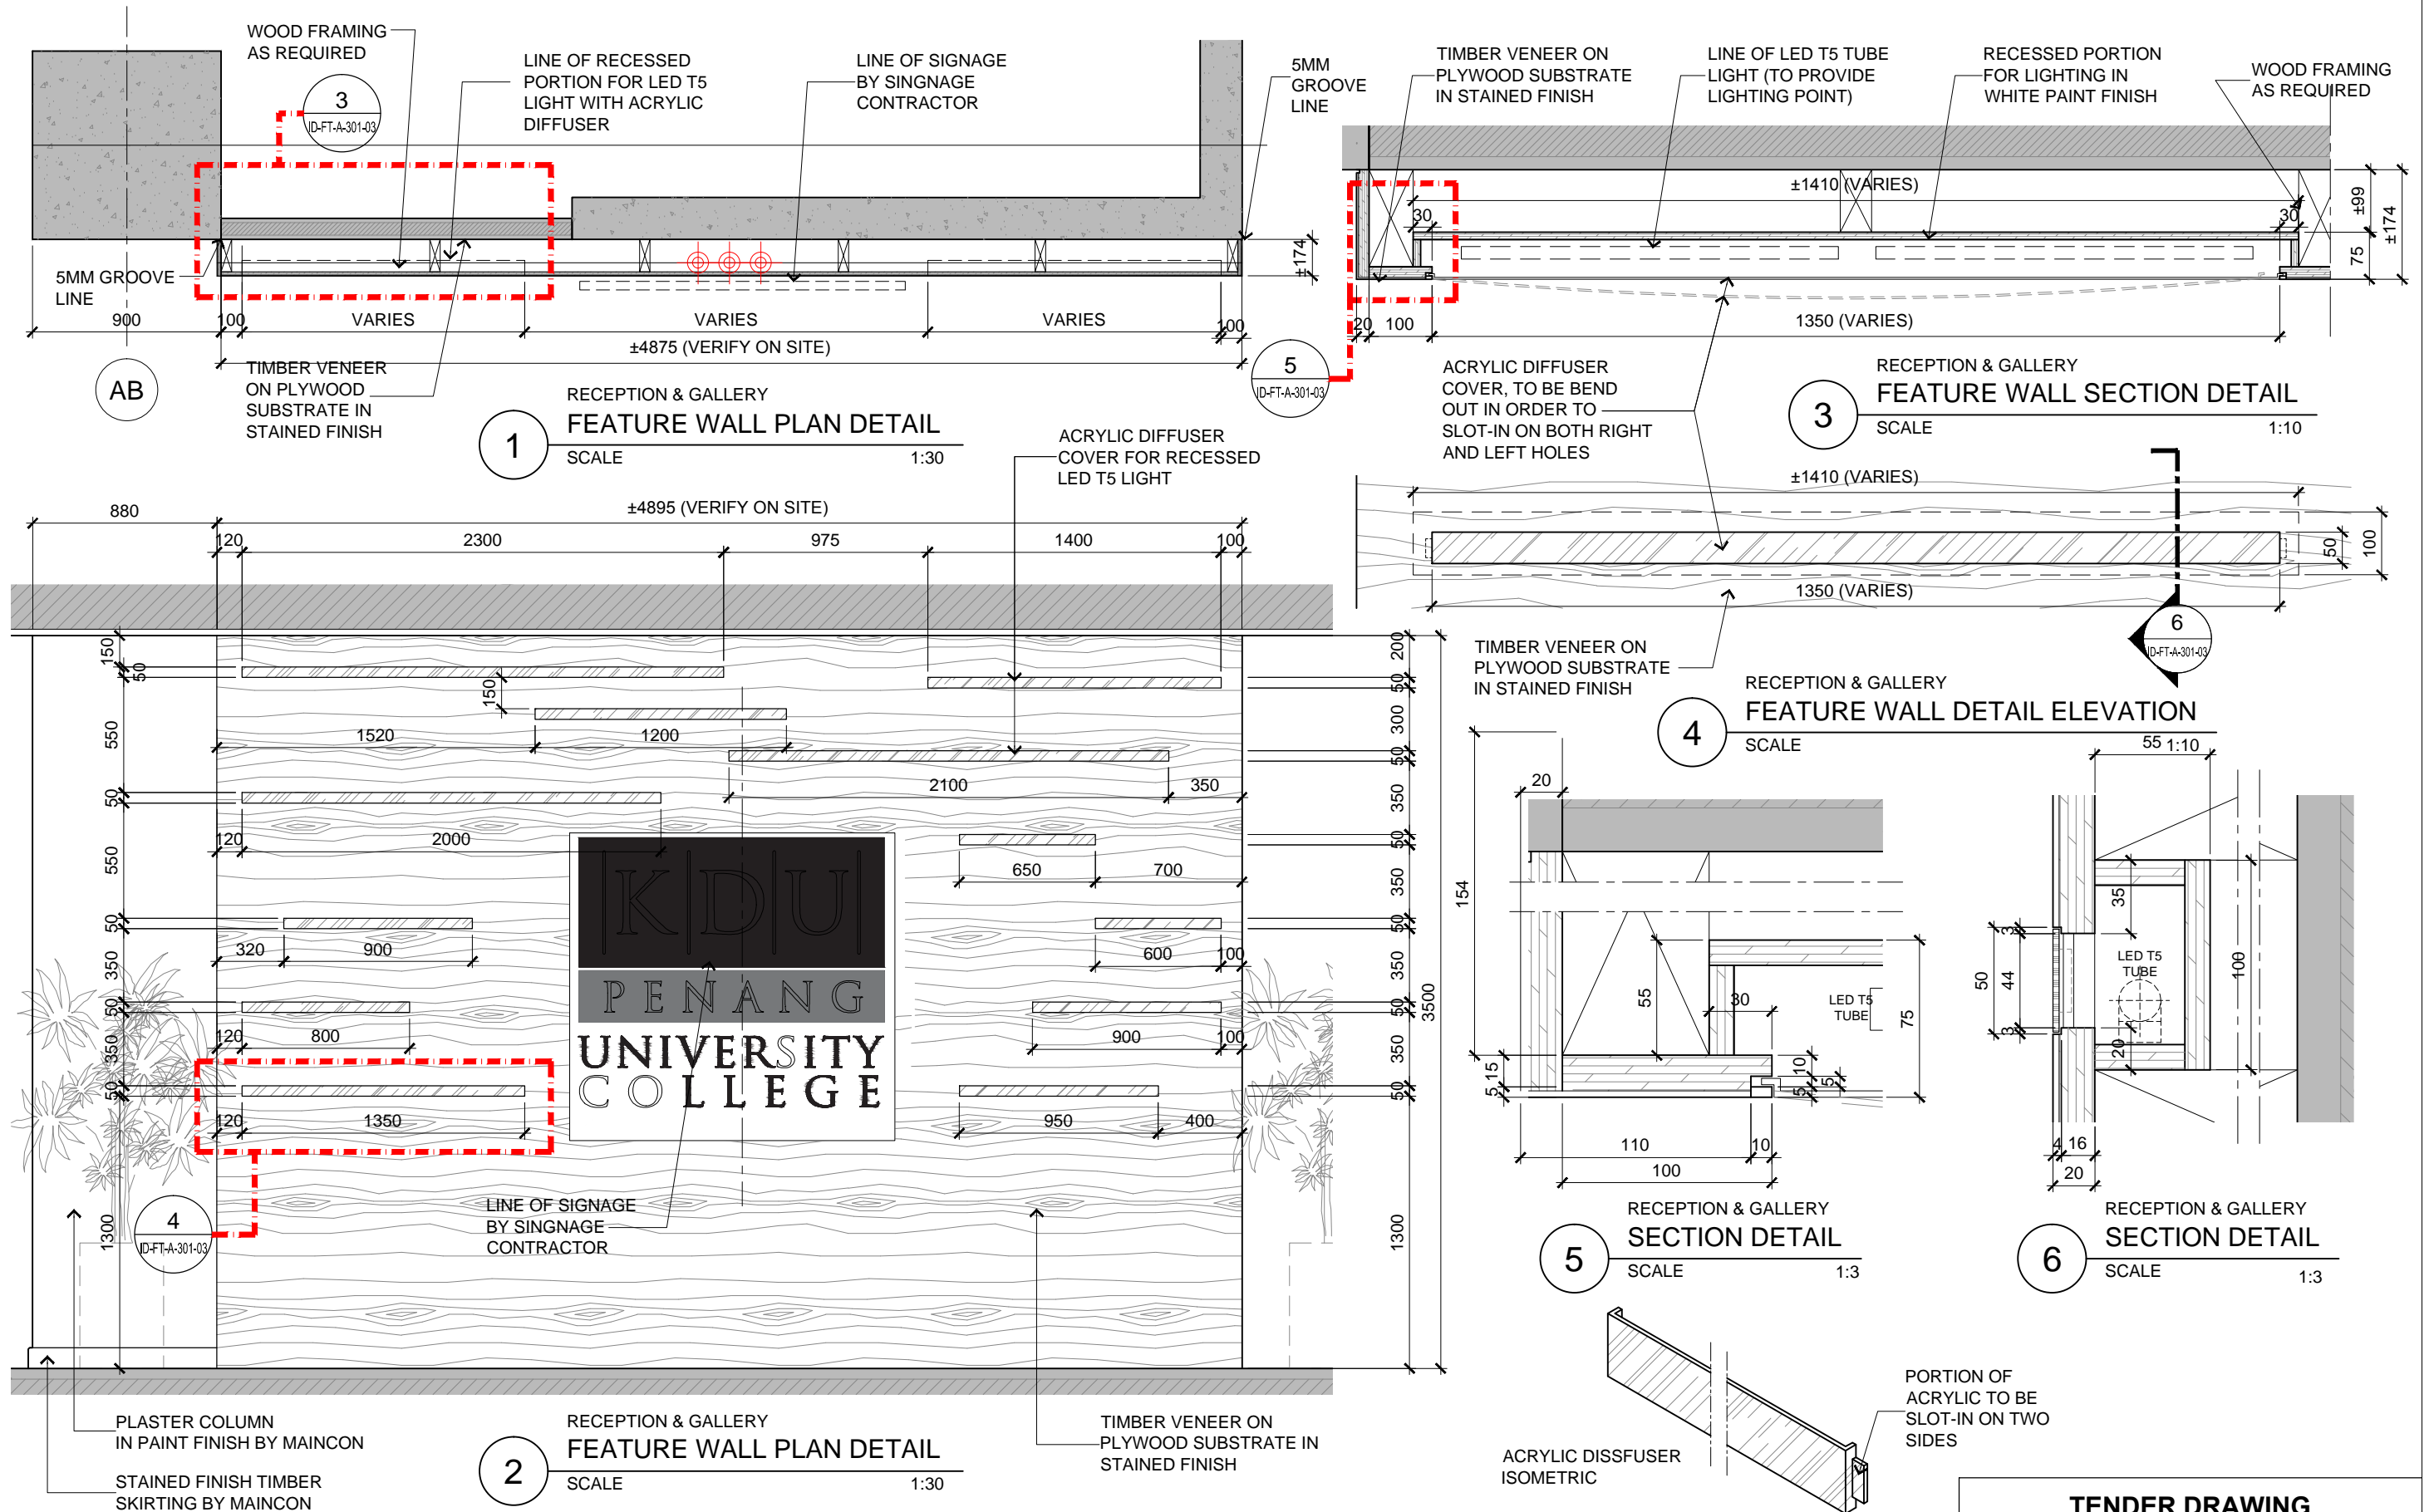 WOOD FRAMING
AS REQUIRED
3
ID-FT-A-301-03
LINE OF RECESSED
PORTION FOR LED T5
LIGHT WITH ACRYLIC
DIFFUSER
LINE OF SIGNAGE
BY SINGNAGE
CONTRACTOR
5MM
GROOVE
LINE
±174
5MM GROOVE
LINE
900
100
VARIES
VARIES
VARIES
100
±4875 (VERIFY ON SITE)
AB
TIMBER VENEER
ON PLYWOOD
SUBSTRATE IN
STAINED FINISH
1
RECEPTION & GALLERY
FEATURE WALL PLAN DETAIL
SCALE
1:30
TIMBER VENEER ON
PLYWOOD SUBSTRATE
IN STAINED FINISH
LINE OF LED T5 TUBE
LIGHT (TO PROVIDE
LIGHTING POINT)
RECESSED PORTION
FOR LIGHTING IN
WHITE PAINT FINISH
WOOD FRAMING
AS REQUIRED
±1410 (VARIES)
30
30
±99
±174
75
20
100
1350 (VARIES)
5
ID-FT-A-301-03
ACRYLIC DIFFUSER
COVER, TO BE BEND
OUT IN ORDER TO
SLOT-IN ON BOTH RIGHT
AND LEFT HOLES
3
RECEPTION & GALLERY
FEATURE WALL SECTION DETAIL
SCALE
1:10
ACRYLIC DIFFUSER
COVER FOR RECESSED
LED T5 LIGHT
±1410 (VARIES)
50
100
1350 (VARIES)
6
ID-FT-A-301-03
TIMBER VENEER ON
PLYWOOD SUBSTRATE
IN STAINED FINISH
4
RECEPTION & GALLERY
FEATURE WALL DETAIL ELEVATION
SCALE
1:10
880
±4895 (VERIFY ON SITE)
120
2300
975
1400
100
150
50
550
50
550
50
350
50
350
50
1300
150
1520
1200
2100
350
120
2000
650
700
320
900
600
100
120
800
900
100
120
1350
950
400
200
50
300
50
350
50
350
50
350
50
350
50
1300
3500
KDU
PENANG
UNIVERSITY
COLLEGE
4
ID-FT-A-301-03
LINE OF SIGNAGE
BY SINGNAGE
CONTRACTOR
PLASTER COLUMN
IN PAINT FINISH BY MAINCON
STAINED FINISH TIMBER
SKIRTING BY MAINCON
2
RECEPTION & GALLERY
FEATURE WALL PLAN DETAIL
SCALE
1:30
TIMBER VENEER ON
PLYWOOD SUBSTRATE IN
STAINED FINISH
20
154
55
30
LED T5
TUBE
75
15
5
10
5
5
110
10
100
5
RECEPTION & GALLERY
SECTION DETAIL
SCALE
1:3
55
35
3
50
44
3
LED T5
TUBE
100
20
4
16
20
6
RECEPTION & GALLERY
SECTION DETAIL
SCALE
1:3
ACRYLIC DISSFUSER
ISOMETRIC
PORTION OF
ACRYLIC TO BE
SLOT-IN ON TWO
SIDES
TENDER DRAWING